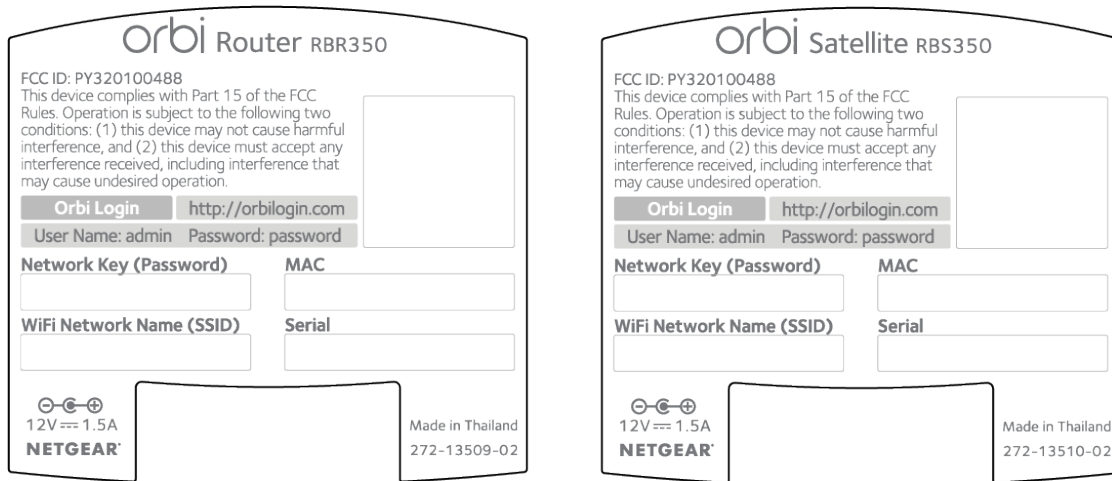 orbi Router RBR350
FCC ID: PY320100488
This device complies with Part 15 of the FCC
Rules. Operation is subject to the following two
conditions: (1) this device may not cause harmful
interference, and (2) this device must accept any
interference received, including interference that
may cause undesired operation.
Orbi Login http://orbilogin.com
User Name: admin Password: password
Network Key (Password) MAC
WiFi Network Name (SSID) Serial
12V⎓1.5A
NETGEAR
Made in Thailand
272-13509-02
orbi Satellite RBS350
FCC ID: PY320100488
This device complies with Part 15 of the FCC
Rules. Operation is subject to the following two
conditions: (1) this device may not cause harmful
interference, and (2) this device must accept any
interference received, including interference that
may cause undesired operation.
Orbi Login http://orbilogin.com
User Name: admin Password: password
Network Key (Password) MAC
WiFi Network Name (SSID) Serial
12V⎓1.5A
NETGEAR
Made in Thailand
272-13510-02